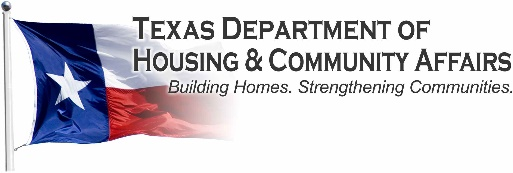 TEXAS DEPARTMENT OF
HOUSING & COMMUNITY AFFAIRS
Building Homes. Strengthening Communities.